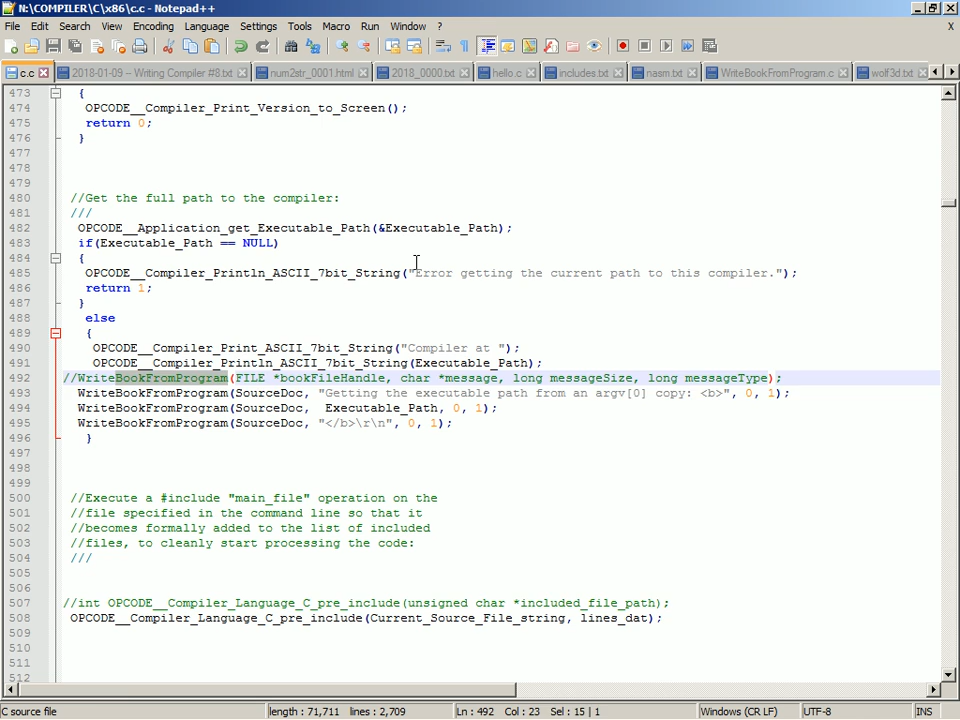 N:\COMPILER\C\x86\c.c - Notepad++
File Edit Search View Encoding Language Settings Tools Macro Run Window ? X
c.c 2018-01-09 -- Writing Compiler #8.txt num2str_0001.html 2018_0000.txt hello.c includes.txt nasm.txt WriteBookFromProgram.c wolf3d.txt
473 {
474 OPCODE__Compiler_Print_Version_to_Screen();
475 return 0;
476 }
477
478
479
480 //Get the full path to the compiler:
481 ///
482 OPCODE__Application_get_Executable_Path(&Executable_Path);
483 if(Executable_Path == NULL)
484 {
485 OPCODE__Compiler_Println_ASCII_7bit_String("Error getting the current path to this compiler.");
486 return 1;
487 }
488 else
489 {
490 OPCODE__Compiler_Print_ASCII_7bit_String("Compiler at ");
491 OPCODE__Compiler_Println_ASCII_7bit_String(Executable_Path);
492 //WriteBookFromProgram(FILE *bookFileHandle, char *message, long messageSize, long messageType);
493 WriteBookFromProgram(SourceDoc, "Getting the executable path from an argv[0] copy: <b>", 0, 1);
494 WriteBookFromProgram(SourceDoc,  Executable_Path, 0, 1);
495 WriteBookFromProgram(SourceDoc, "</b>\r\n", 0, 1);
496 }
497
498
499
500 //Execute a #include "main_file" operation on the
501 //file specified in the command line so that it
502 //becomes formally added to the list of included
503 //files, to cleanly start processing the code:
504 ///
505
506
507 //int OPCODE__Compiler_Language_C_pre_include(unsigned char *included_file_path);
508 OPCODE__Compiler_Language_C_pre_include(Current_Source_File_string, lines_dat);
509
510
511
512
C source file length : 71,711 lines : 2,709 Ln : 492 Col : 23 Sel : 15 | 1 Windows (CR LF) UTF-8 INS